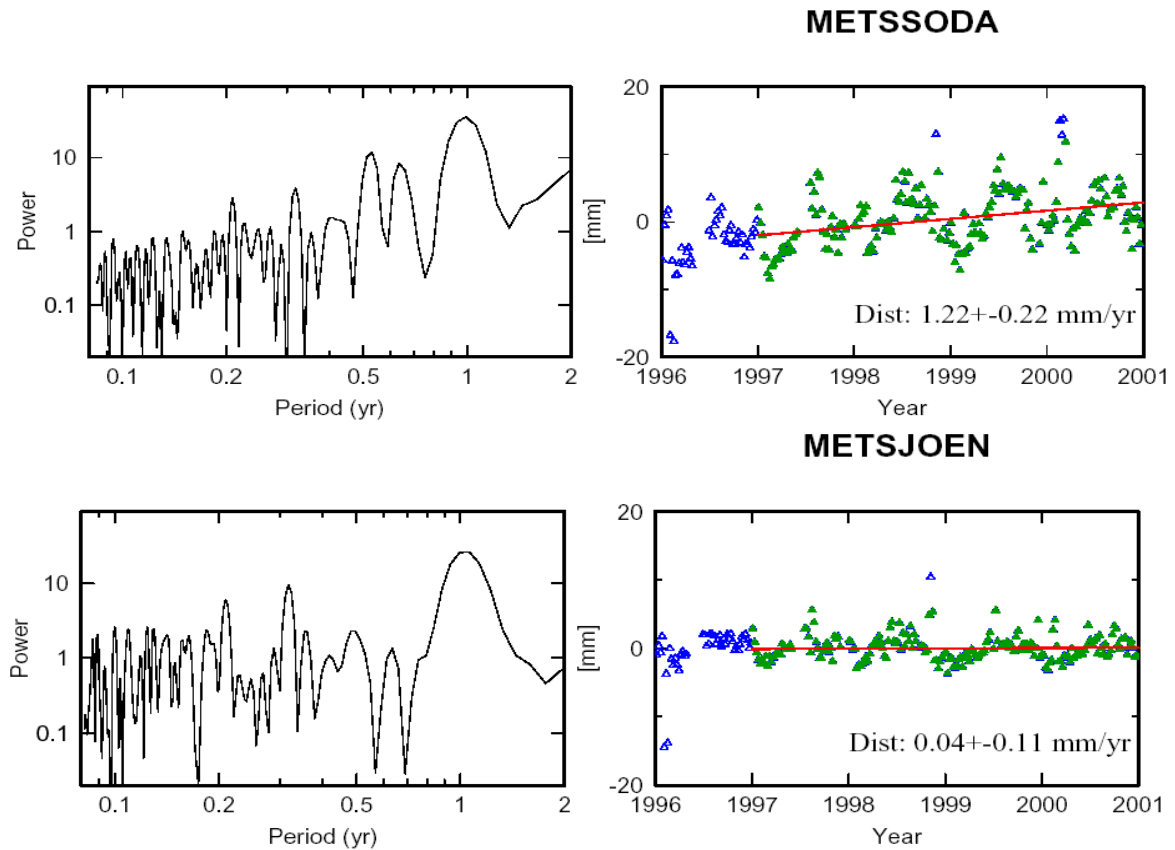 METSSODA
Power
10
1
0.1
0.1 0.2 0.5 1 2
Period (yr)
[mm]
20
0
-20
Dist: 1.22+-0.22 mm/yr
1996 1997 1998 1999 2000 2001
Year
METSJOEN
Power
10
1
0.1
0.1 0.2 0.5 1 2
Period (yr)
[mm]
20
0
-20
Dist: 0.04+-0.11 mm/yr
1996 1997 1998 1999 2000 2001
Year